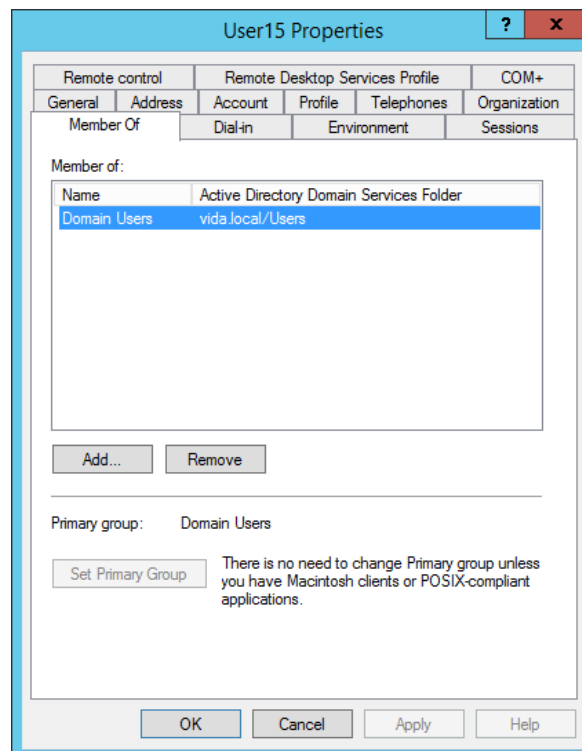 User15 Properties
? x
Remote control Remote Desktop Services Profile COM+
General Address Account Profile Telephones Organization
Member Of Dial-in Environment Sessions
Member of:
Name Active Directory Domain Services Folder
Domain Users vida.local/Users
Add... Remove
Primary group: Domain Users
Set Primary Group
There is no need to change Primary group unless
you have Macintosh clients or POSIX-compliant
applications.
OK Cancel Apply Help